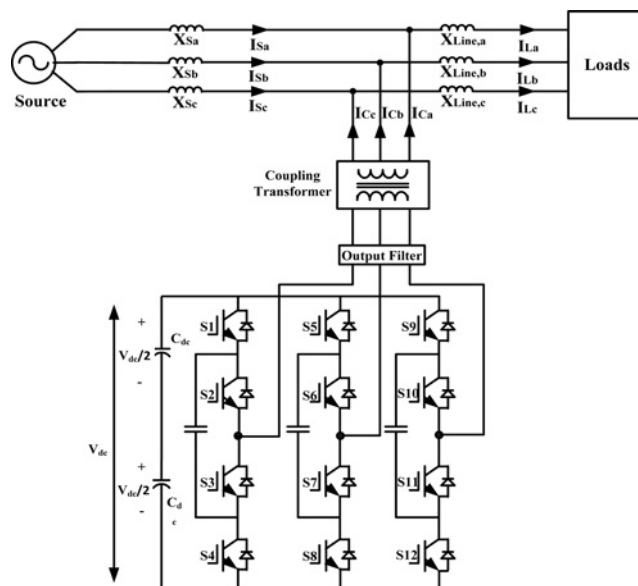 XSa
ISa
XLine,a
ILa
XSb
ISb
XLine,b
ILb
Loads
Source
XSc
ISc
XLine,c
ILc
ICc
ICb
ICa
Coupling
Transformer
Output Filter
+
Cdc
Vdc/2
-
Vdc
+
Vdc/2
Cd
c
-
S1
S5
S9
S2
S6
S10
S3
S7
S11
S4
S8
S12